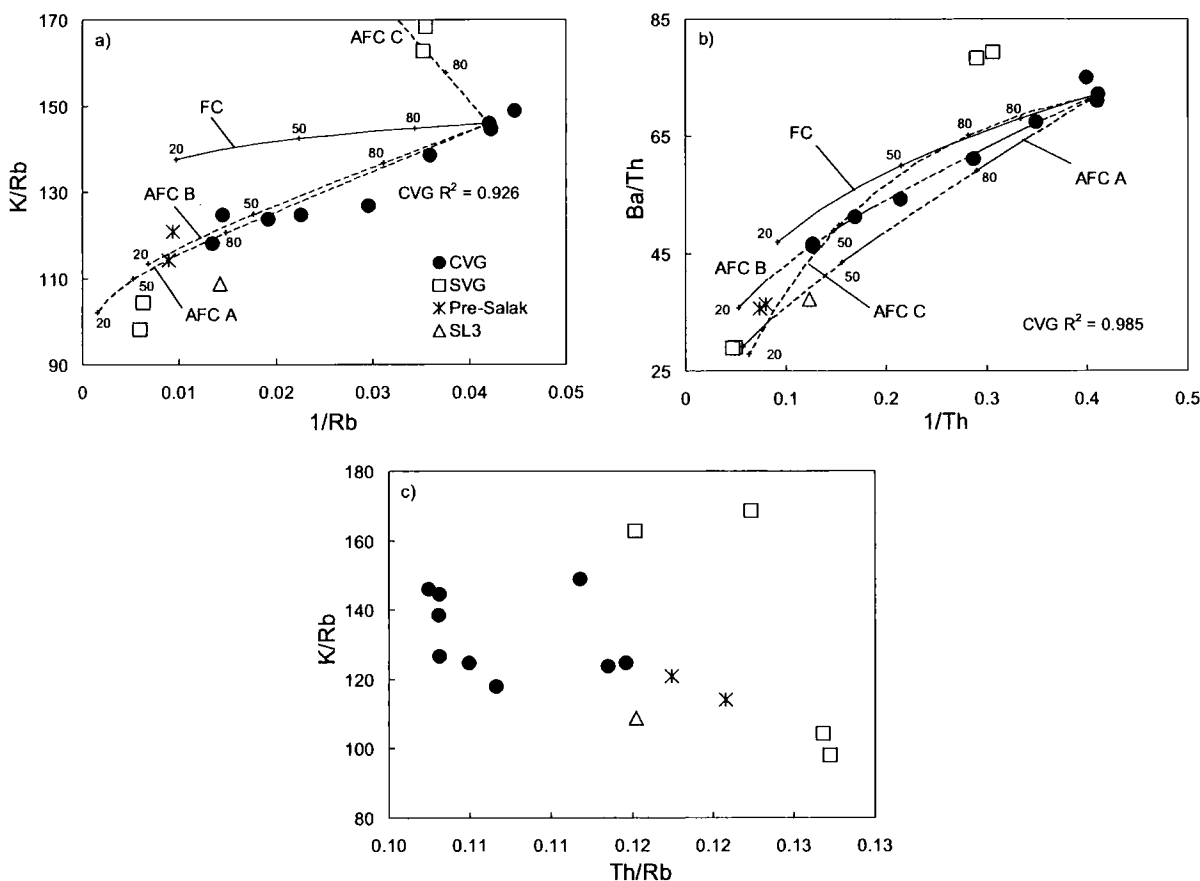 a)
170
150
130
110
90
K/Rb
AFC C
80
FC
20
50
80
80
AFC B
50
CVG R² = 0.926
20
80
50
AFC A
20
CVG
SVG
Pre-Salak
SL3
0
0.01
0.02
0.03
0.04
0.05
1/Rb
b)
85
65
45
25
Ba/Th
FC
80
80
50
20
AFC A
80
AFC B
50
50
20
AFC C
20
CVG R² = 0.985
0
0.1
0.2
0.3
0.4
0.5
1/Th
c)
180
160
140
120
100
80
K/Rb
0.10
0.11
0.11
0.12
0.12
0.13
0.13
Th/Rb